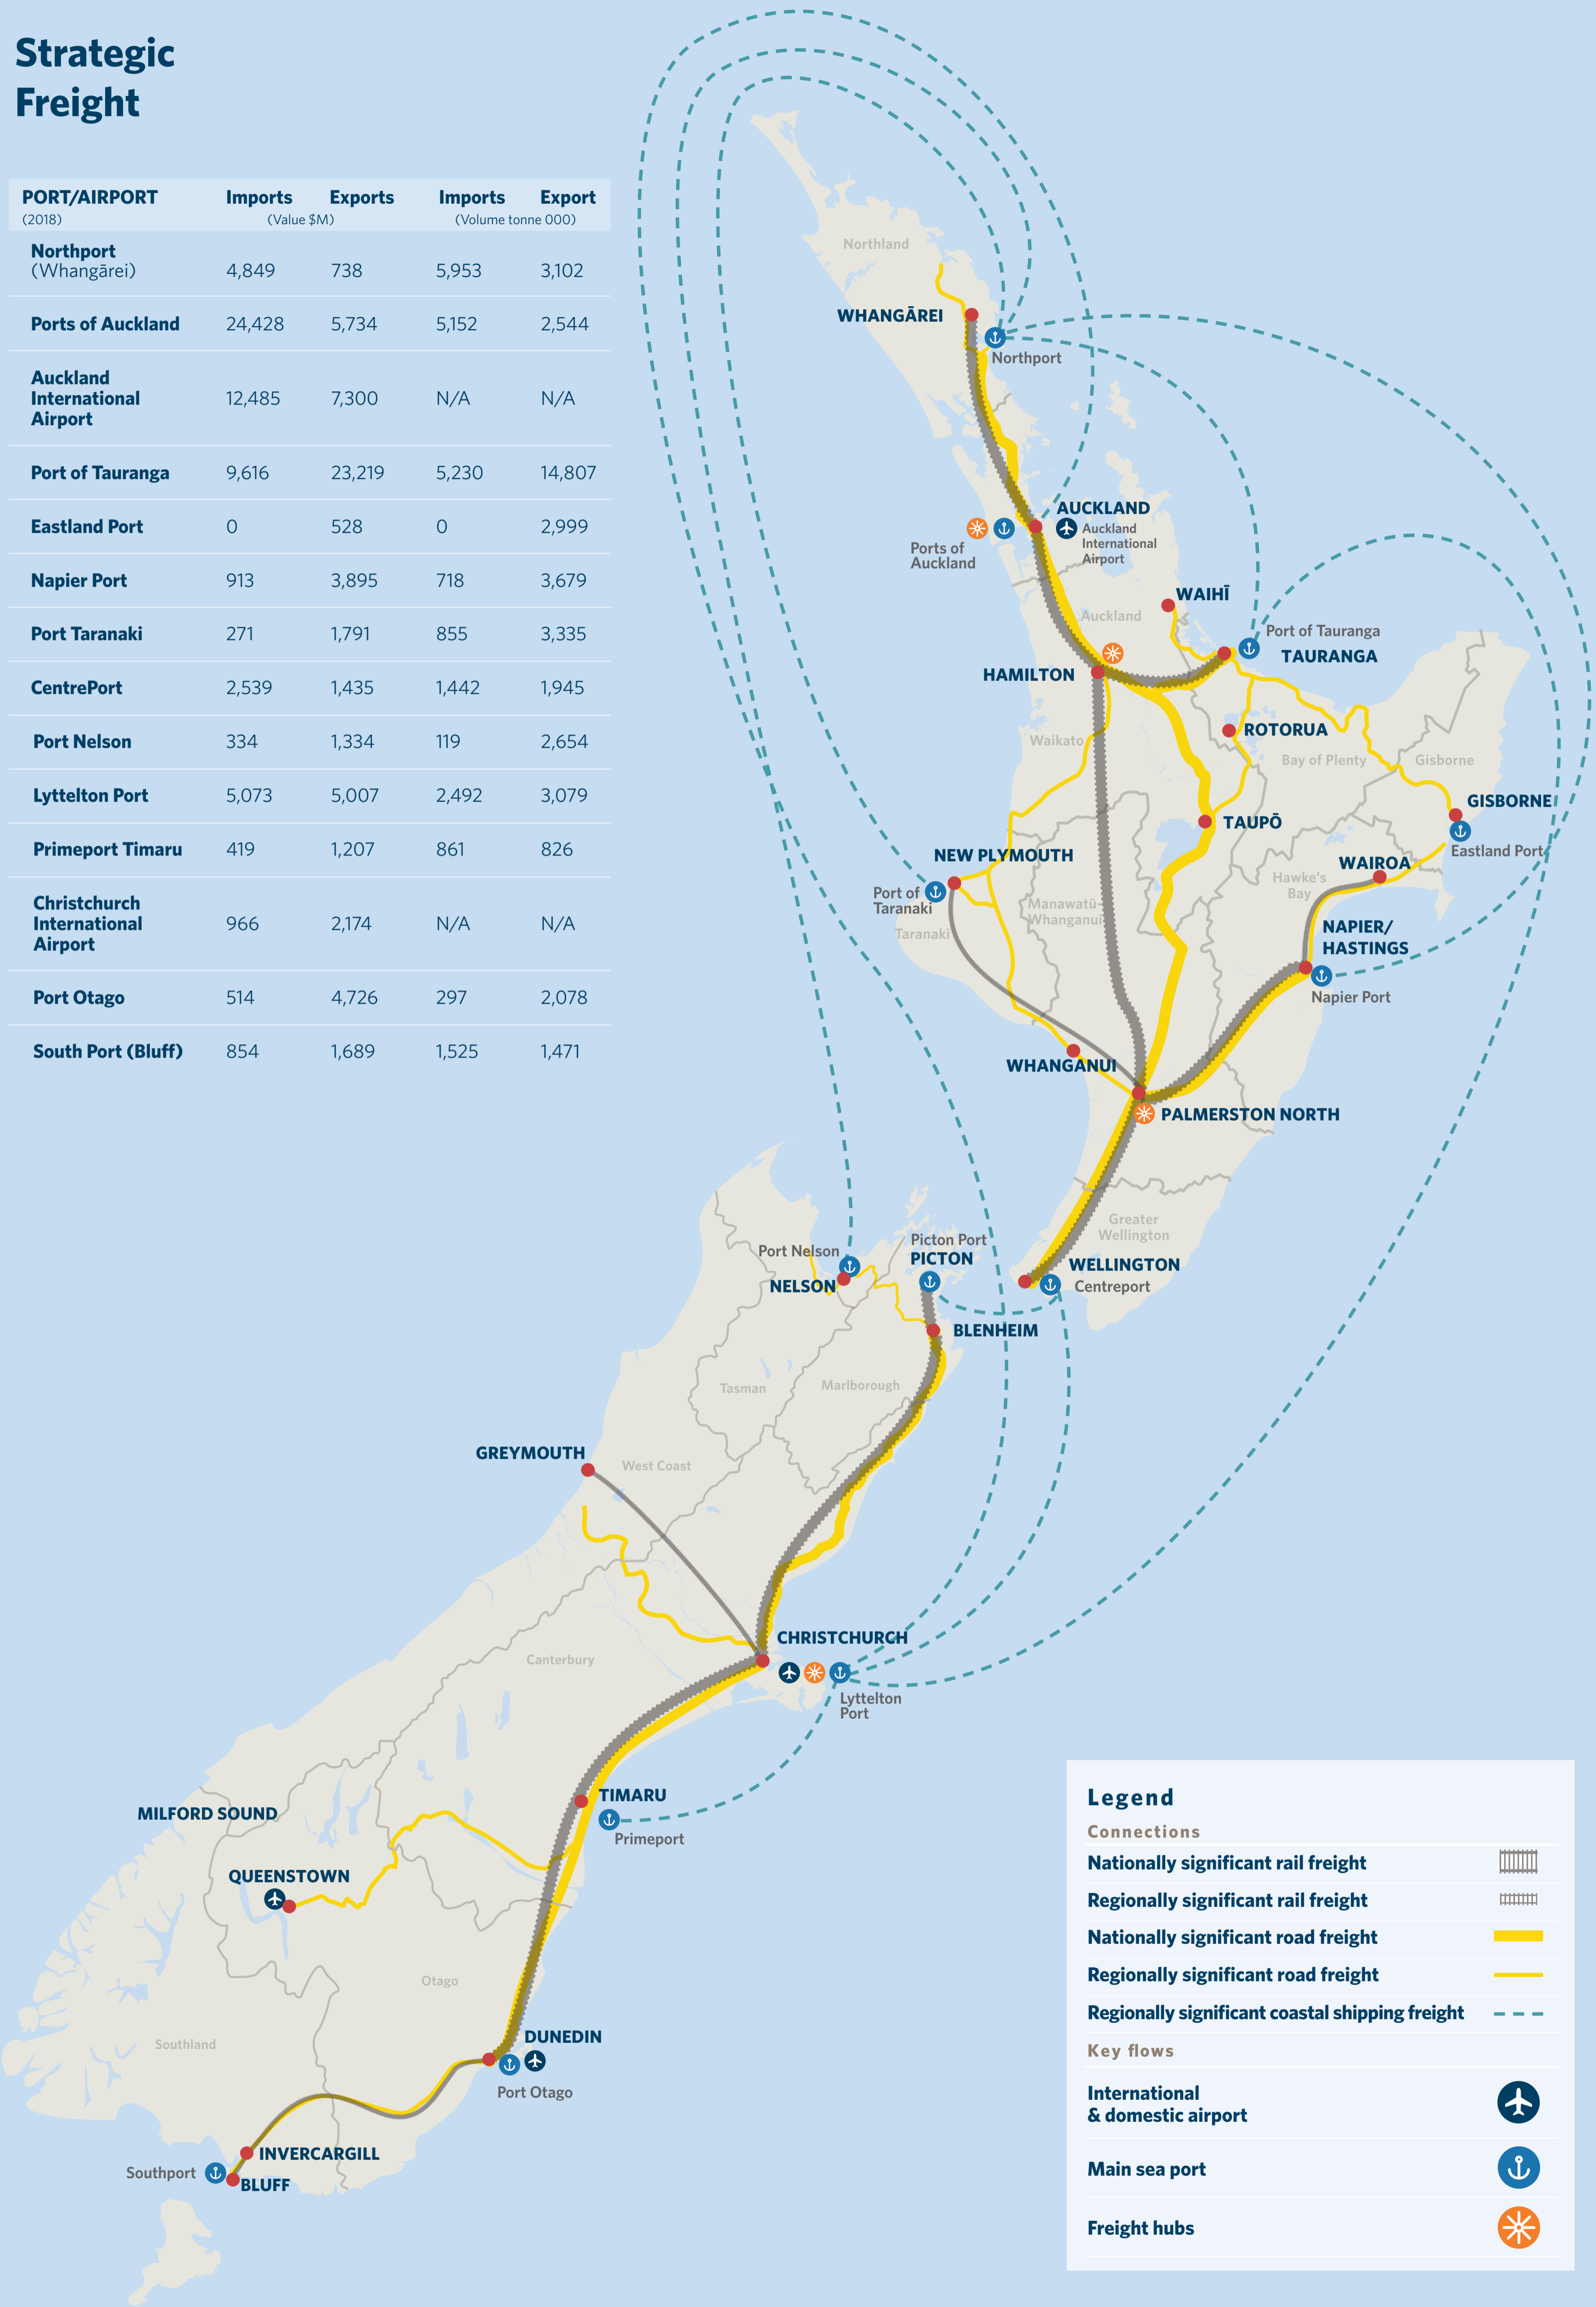 Strategic
Freight
PORT/AIRPORT Imports Exports Imports Export
(2018) (Value $M) (Volume tonne 000)
Northport
(Whangārei) 4,849 738 5,953 3,102
Ports of Auckland 24,428 5,734 5,152 2,544
Auckland
International 12,485 7,300 N/A N/A
Airport
Port of Tauranga 9,616 23,219 5,230 14,807
Eastland Port 0 528 0 2,999
Napier Port 913 3,895 718 3,679
Port Taranaki 271 1,791 855 3,335
CentrePort 2,539 1,435 1,442 1,945
Port Nelson 334 1,334 119 2,654
Lyttelton Port 5,073 5,007 2,492 3,079
Primeport Timaru 419 1,207 861 826
Christchurch
International 966 2,174 N/A N/A
Airport
Port Otago 514 4,726 297 2,078
South Port (Bluff) 854 1,689 1,525 1,471
Northland
WHANGĀREI
Northport
AUCKLAND
Auckland
International
Airport
Ports of
Auckland
WAIHĪ
Auckland
Port of Tauranga
TAURANGA
HAMILTON
ROTORUA
Waikato
Bay of Plenty
Gisborne
GISBORNE
TAUPŌ
Eastland Port
NEW PLYMOUTH
WAIROA
Port of
Taranaki
Hawke's
Bay
Manawatū-
Whanganui
Taranaki
NAPIER/
HASTINGS
Napier Port
WHANGANUI
PALMERSTON NORTH
Greater
Wellington
Port Nelson
Picton Port
PICTON
WELLINGTON
Centreport
NELSON
BLENHEIM
Tasman
Marlborough
GREYMOUTH
West Coast
CHRISTCHURCH
Canterbury
Lyttelton
Port
TIMARU
Primeport
MILFORD SOUND
QUEENSTOWN
Otago
Southland
DUNEDIN
Port Otago
INVERCARGILL
Southport
BLUFF
Legend
Connections
Nationally significant rail freight
Regionally significant rail freight
Nationally significant road freight
Regionally significant road freight
Regionally significant coastal shipping freight
Key flows
International
& domestic airport
Main sea port
Freight hubs